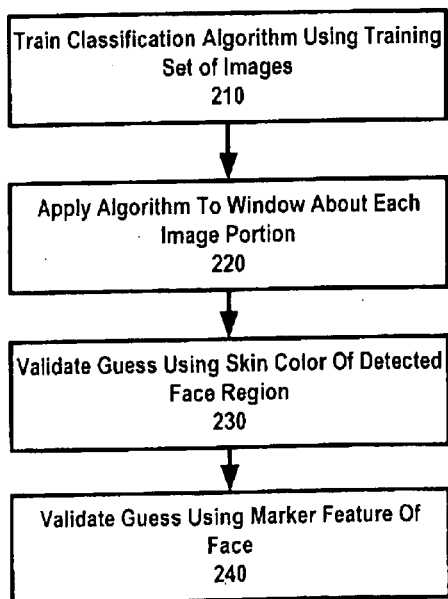 Train Classification Algorithm Using Training
Set of Images
210
Apply Algorithm To Window About Each
Image Portion
220
Validate Guess Using Skin Color Of Detected
Face Region
230
Validate Guess Using Marker Feature Of
Face
240